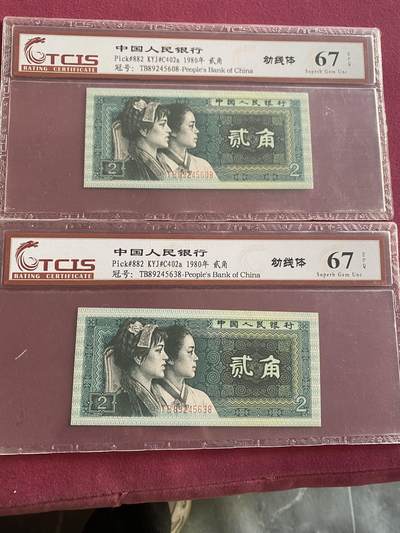 TCIS
RATING CERTIFICATE
中国人民银行
Pick#882 KYJ#C402a 1980年 贰角
冠号: TB89245608-People's Bank of China
幼线体
67
EPQ
Superb Gem Unc
中国人民银行
贰角
2
2
TCIS
RATING CERTIFICATE
中国人民银行
Pick#882 KYJ#C402a 1980年 贰角
冠号: TB89245638-People's Bank of China
幼线体
67
EPQ
Superb Gem Unc
中国人民银行
贰角
2
TB89245638
2